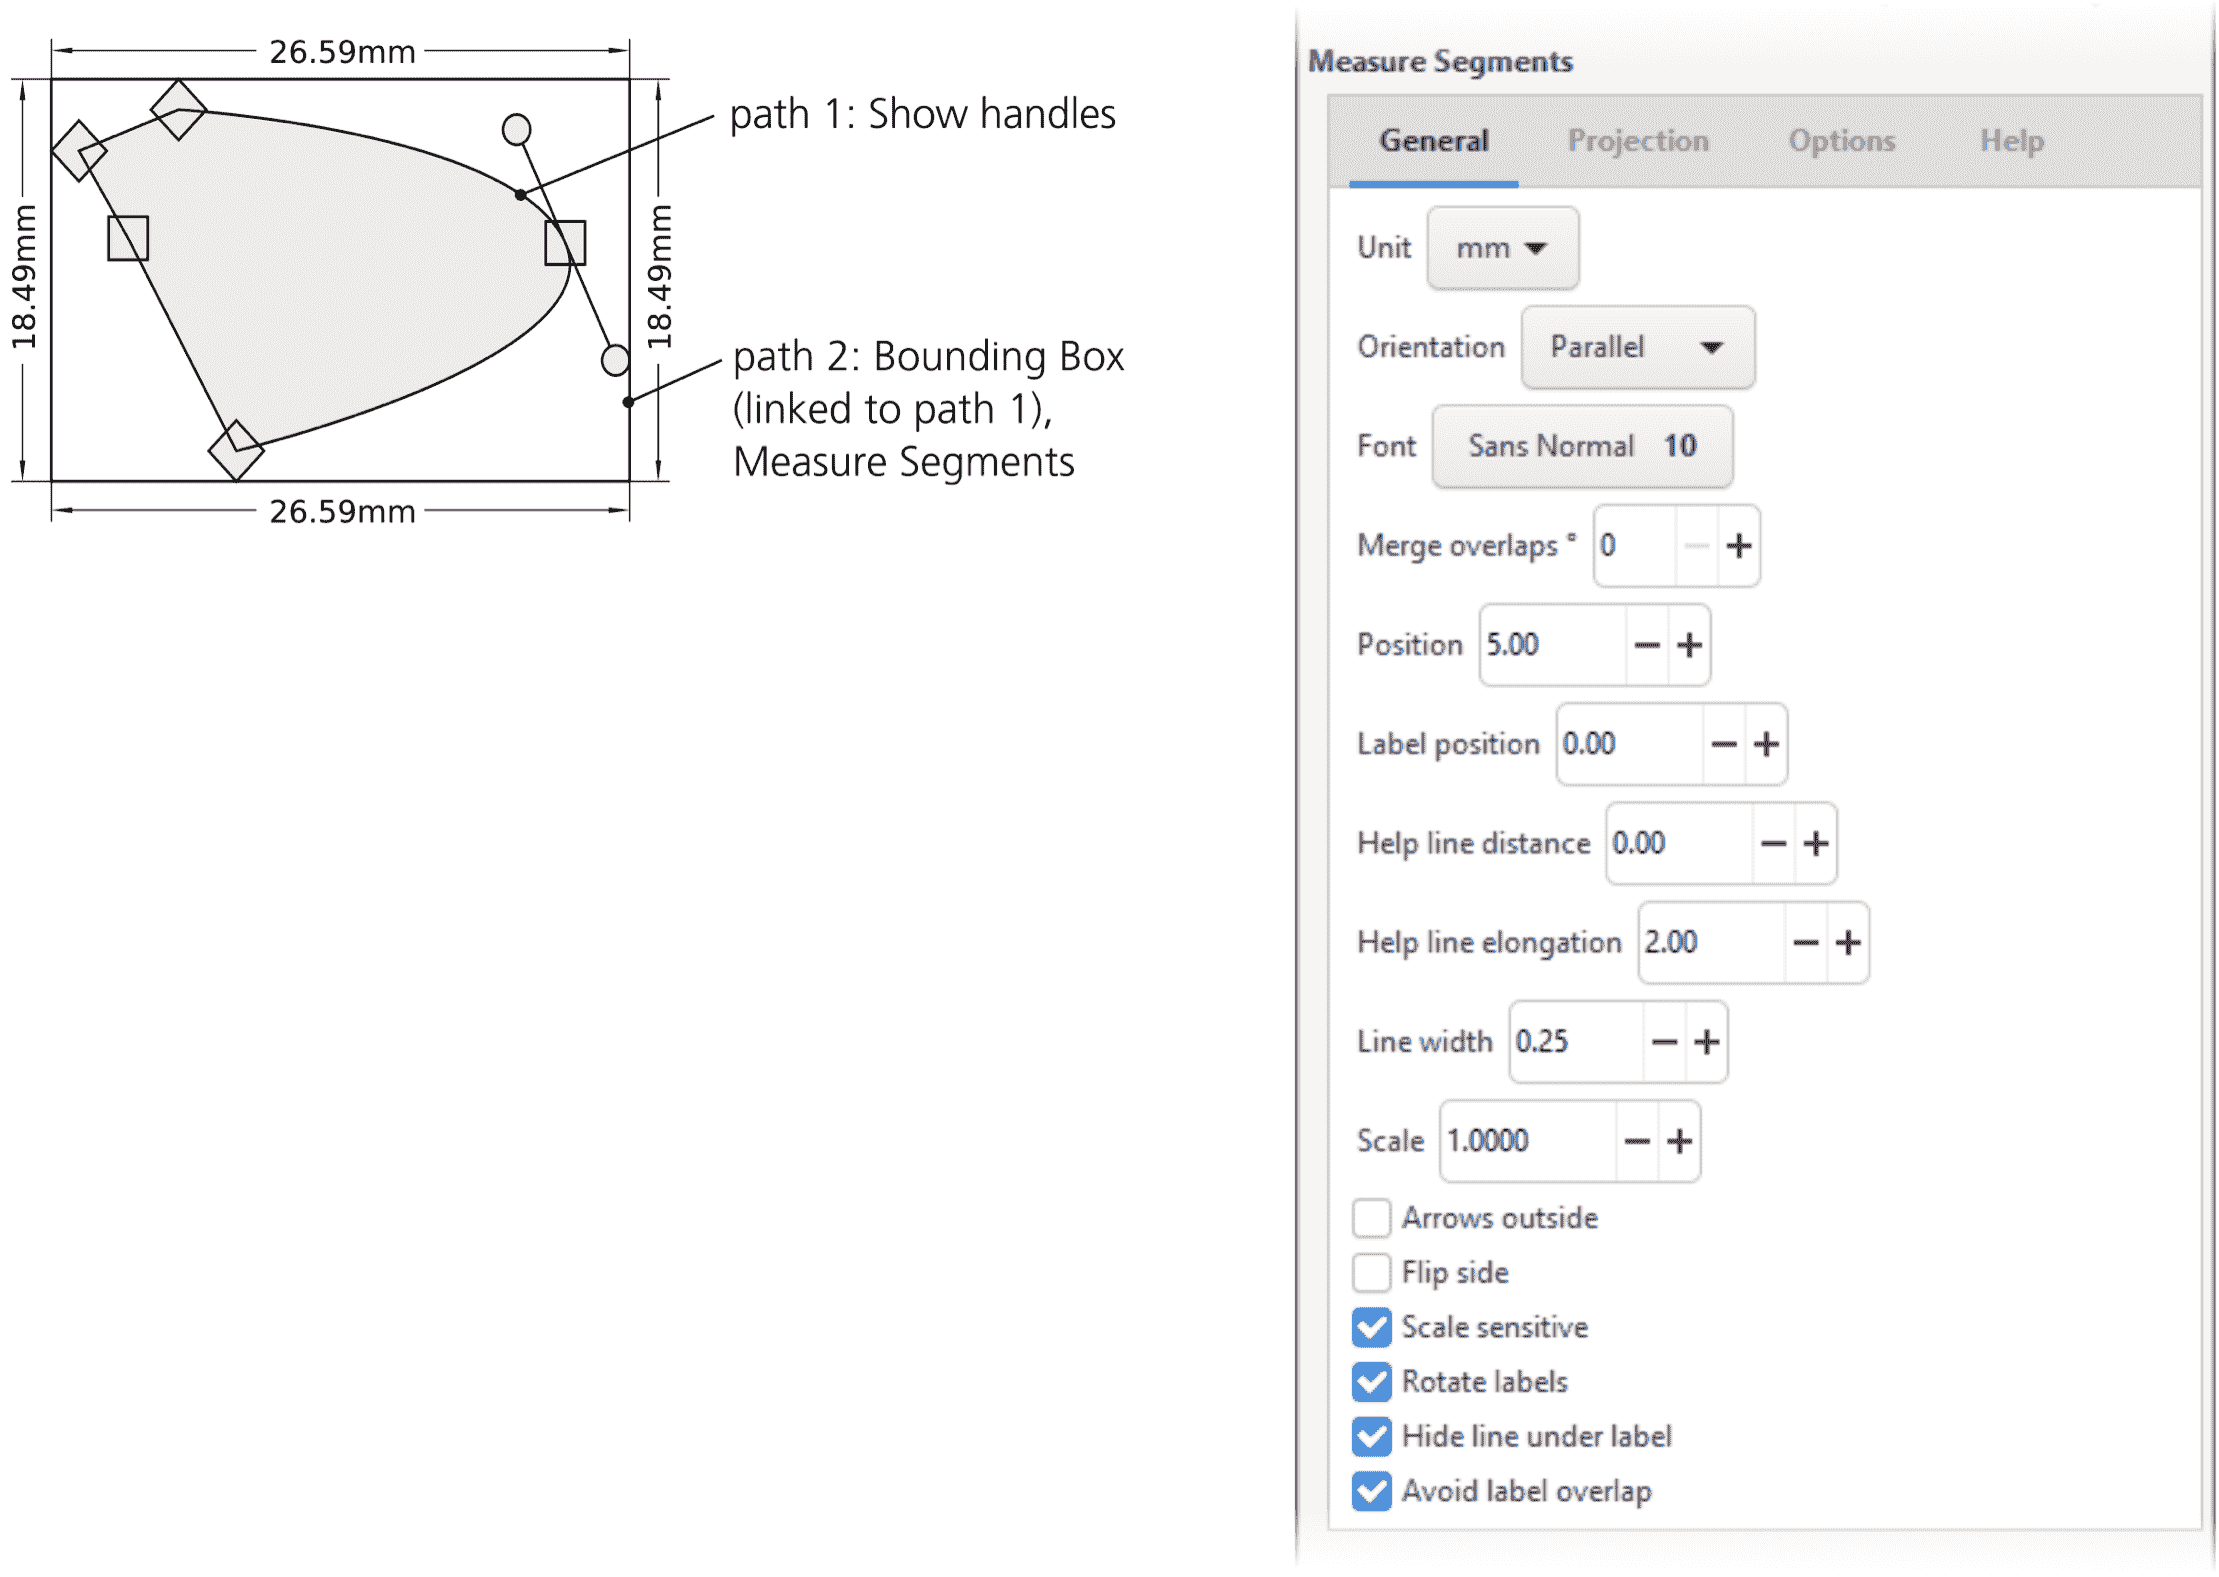 26.59mm
18.49mm
18.49mm
26.59mm
path 1: Show handles
path 2: Bounding Box
(linked to path 1),
Measure Segments
Measure Segments
General Projection Options Help
Unit mm
Orientation Parallel
Font Sans Normal 10
Merge overlaps ° 0
Position 5.00
Label position 0.00
Help line distance 0.00
Help line elongation 2.00
Line width 0.25
Scale 1.0000
Arrows outside
Flip side
Scale sensitive
Rotate labels
Hide line under label
Avoid label overlap